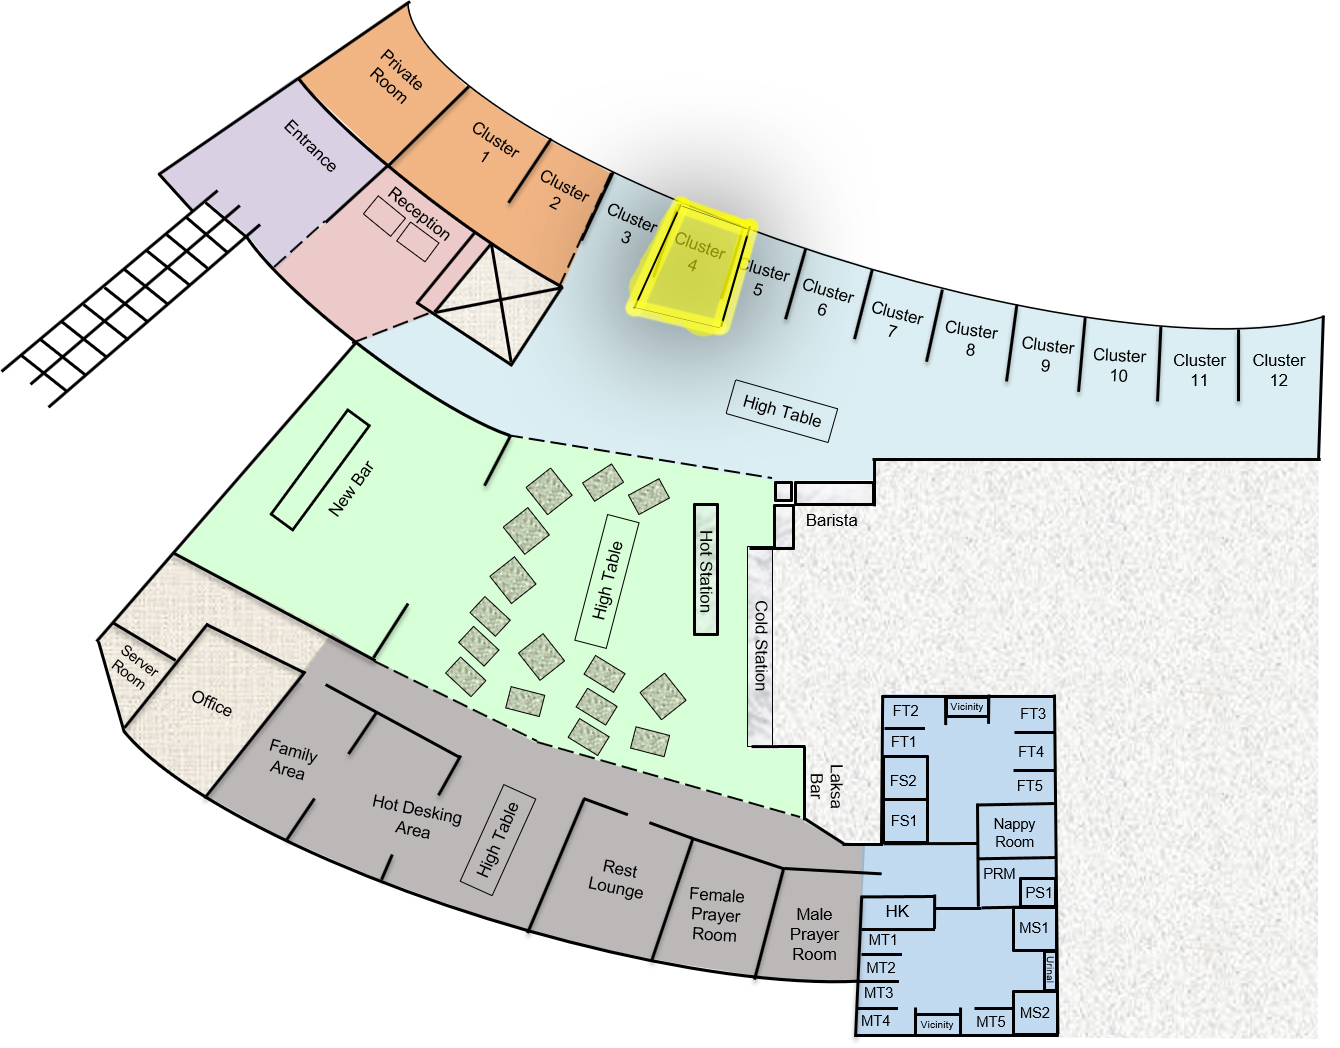 Private
Room
Entrance
Cluster
1
Cluster
2
Reception
Cluster
3
Cluster
4
Cluster
5
Cluster
6
Cluster
7
Cluster
8
Cluster
9
Cluster
10
Cluster
11
Cluster
12
High Table
New Bar
High Table
Hot Station
Barista
Cold Station
Server
Room
Office
Family
Area
Hot Desking
Area
High Table
Rest
Lounge
Female
Prayer
Room
Male
Prayer
Room
Laksa
Bar
FT2
Vicinity
FT3
FT1
FT4
FS2
FT5
FS1
Nappy
Room
PRM
PS1
HK
MS1
MT1
MT2
Urinal
MT3
MT4
Vicinity
MT5
MS2